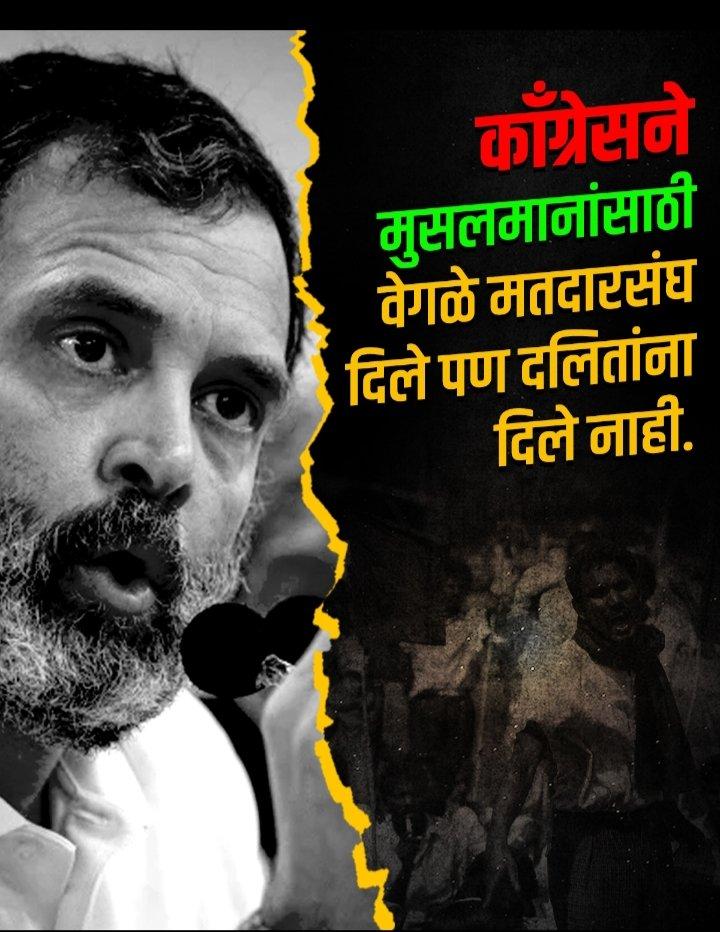 काँग्रेसने
मुसलमानांसाठी
वेगळे मतदारसंघ
दिले पण दलितांना
दिले नाही.